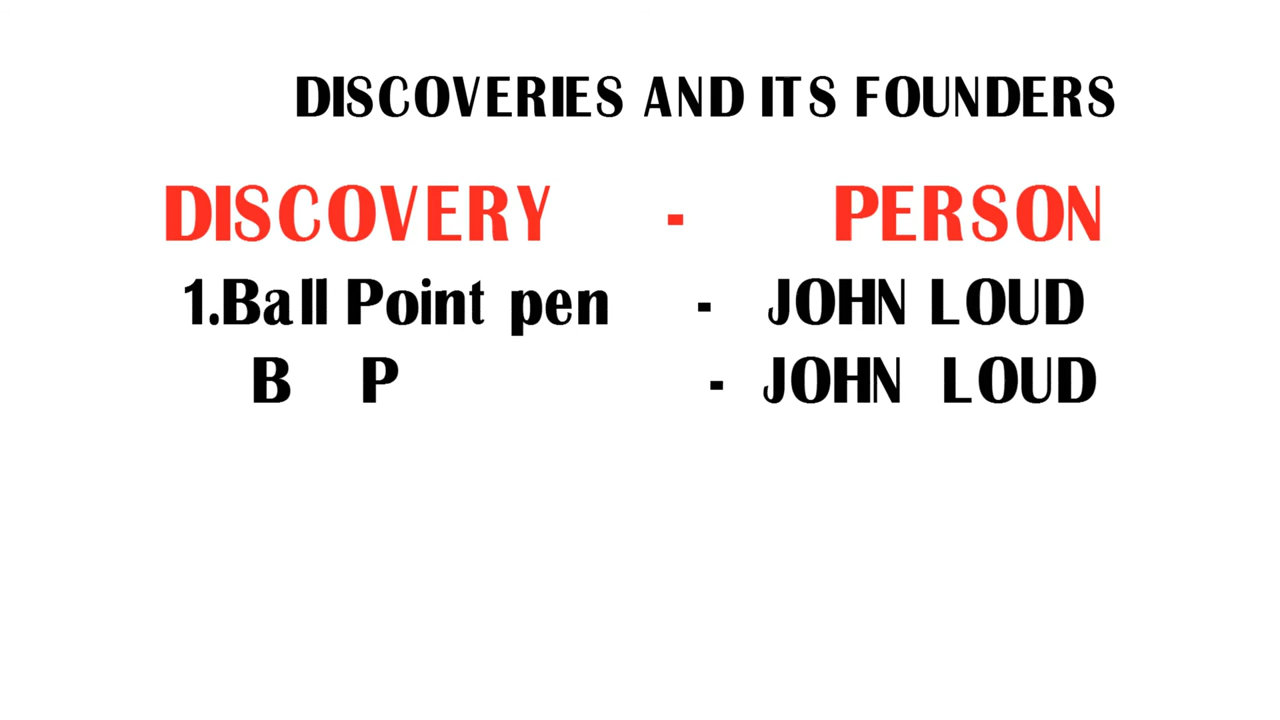 DISCOVERIES AND ITS FOUNDERS
DISCOVERY - PERSON
1.Ball Point pen - JOHN LOUD
B P - JOHN LOUD